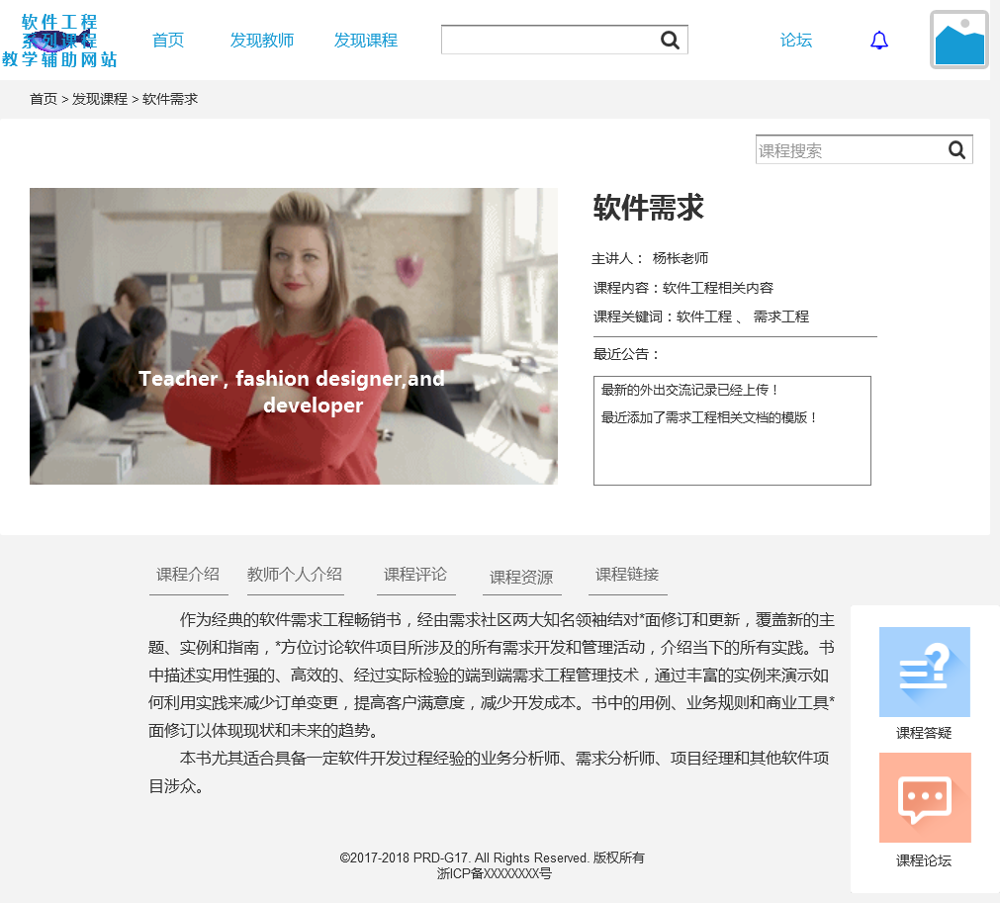 软件工程
系列课程
教学辅助网站
首页
发现教师
发现课程
论坛
首页 > 发现课程 > 软件需求
课程搜索
Teacher , fashion designer,and
developer
软件需求
主讲人： 杨枨老师
课程内容：软件工程相关内容
课程关键词：软件工程 、 需求工程
最近公告：
最新的外出交流记录已经上传！
最近添加了需求工程相关文档的模版！
课程介绍
教师个人介绍
课程评论
课程资源
课程链接
作为经典的软件需求工程畅销书，经由需求社区两大知名领袖结对*面修订和更新，覆盖新的主
题、实例和指南，*方位讨论软件项目所涉及的所有需求开发和管理活动，介绍当下的所有实践。书
中描述实用性强的、高效的、经过实际检验的端到端需求工程管理技术，通过丰富的实例来演示如
何利用实践来减少订单变更，提高客户满意度，减少开发成本。书中的用例、业务规则和商业工具*
面修订以体现现状和未来的趋势。
本书尤其适合具备一定软件开发过程经验的业务分析师、需求分析师、项目经理和其他软件项
目涉众。
课程答疑
课程论坛
©2017-2018 PRD-G17. All Rights Reserved. 版权所有
浙ICP备XXXXXXXX号